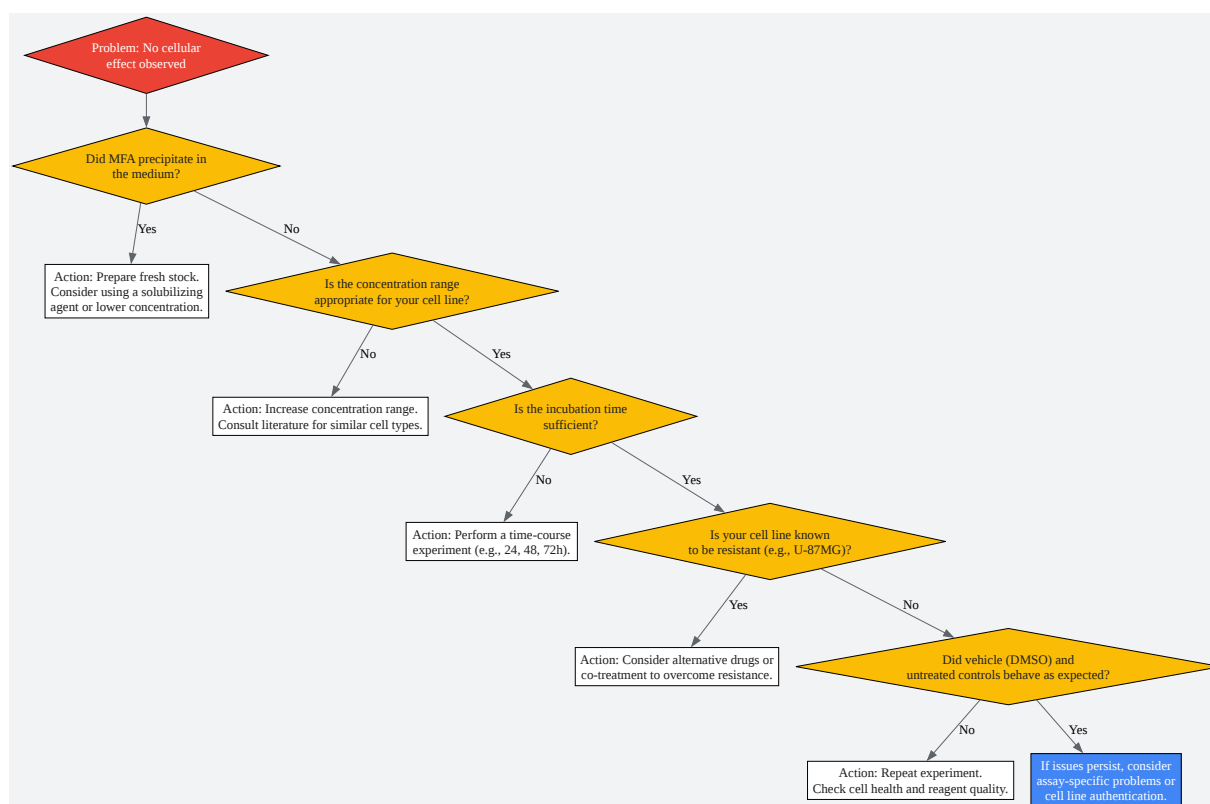 Problem: No cellular
effect observed
Did MFA precipitate in
the medium?
Yes
No
Action: Prepare fresh stock.
Consider using a solubilizing
agent or lower concentration.
Is the concentration range
appropriate for your cell line?
No
Yes
Action: Increase concentration range.
Consult literature for similar cell types.
Is the incubation time
sufficient?
No
Yes
Action: Perform a time-course
experiment (e.g., 24, 48, 72h).
Is your cell line known
to be resistant (e.g., U-87MG)?
Yes
No
Action: Consider alternative drugs or
co-treatment to overcome resistance.
Did vehicle (DMSO) and
untreated controls behave as expected?
No
Yes
Action: Repeat experiment.
Check cell health and reagent quality.
If issues persist, consider
assay-specific problems or
cell line authentication.